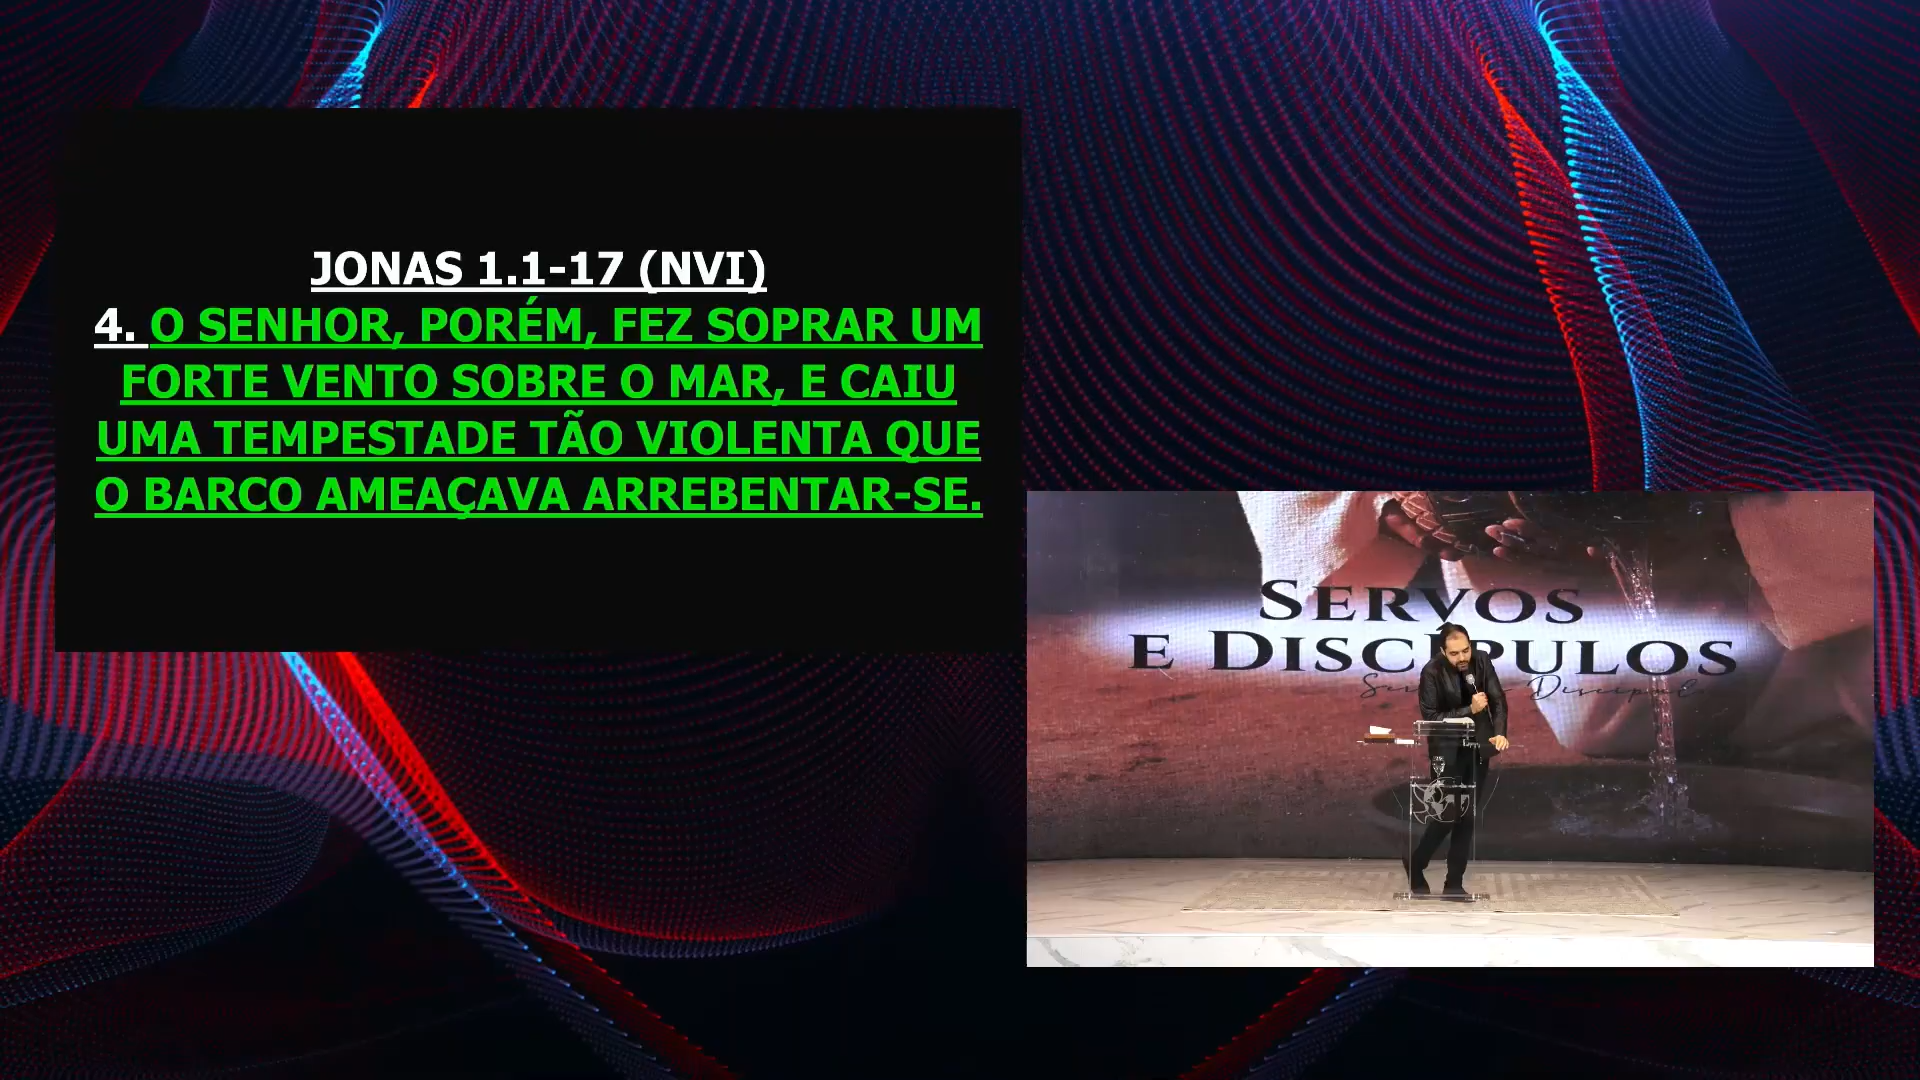 JONAS 1.1-17 (NVI)
4. O SENHOR, PORÉM, FEZ SOPRAR UM
FORTE VENTO SOBRE O MAR, E CAIU
UMA TEMPESTADE TÃO VIOLENTA QUE
O BARCO AMEAÇAVA ARREBENTAR-SE.
SERVOS
E DISCÍPULOS